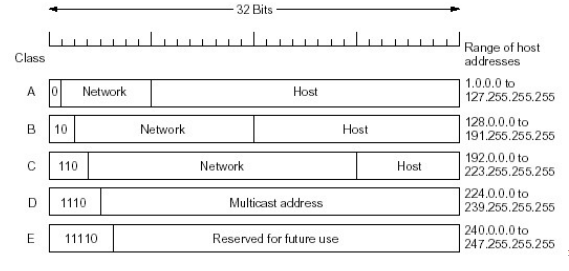 32 Bits
Class
Range of host
addresses
A 0 Network Host 1.0.0.0 to
127.255.255.255
B 10 Network Host 128.0.0.0 to
191.255.255.255
C 110 Network Host 192.0.0.0 to
223.255.255.255
D 1110 Multicast address 224.0.0.0 to
239.255.255.255
E 11110 Reserved for future use 240.0.0.0 to
247.255.255.255